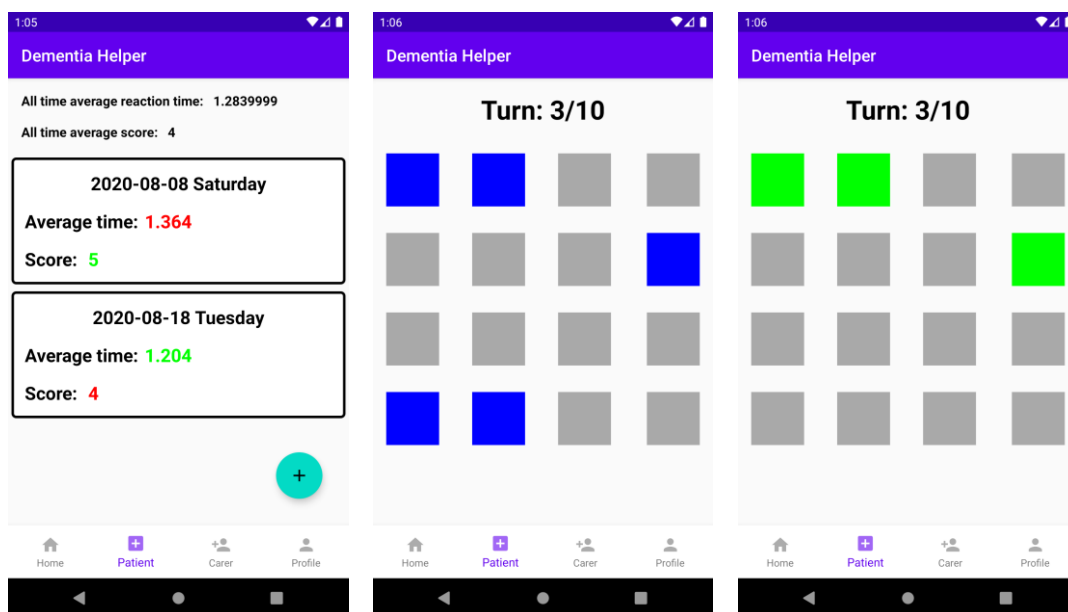 1:05
Dementia Helper
All time average reaction time: 1.2839999
All time average score: 4
2020-08-08 Saturday
Average time: 1.364
Score: 5
2020-08-18 Tuesday
Average time: 1.204
Score: 4
+
Home Patient Carer Profile
1:06
Dementia Helper
Turn: 3/10
Home Patient Carer Profile
1:06
Dementia Helper
Turn: 3/10
Home Patient Carer Profile